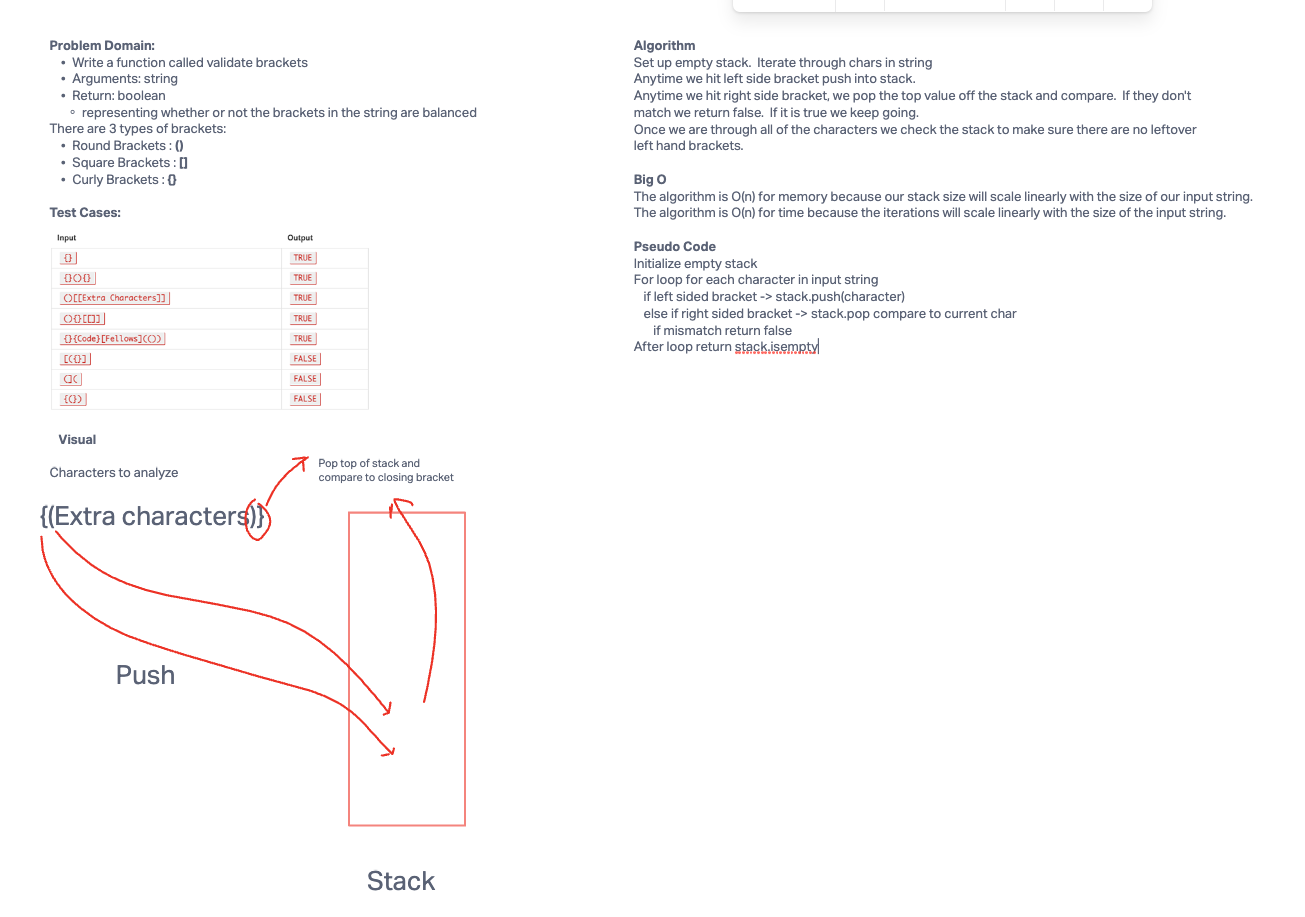 Problem Domain:
• Write a function called validate brackets
• Arguments: string
• Return: boolean
◦ representing whether or not the brackets in the string are balanced
There are 3 types of brackets:
• Round Brackets : ()
• Square Brackets : []
• Curly Brackets : {}
Test Cases:
Input Output
{} TRUE
{}(){} TRUE
()[[Extra Characters]] TRUE
(){}[[]] TRUE
{}{Code}[Fellows](()) TRUE
[({}] FALSE
(]( FALSE
{(}) FALSE
Visual
Characters to analyze
Pop top of stack and
compare to closing bracket
{(Extra characters)}
Push
Stack
Algorithm
Set up empty stack.  Iterate through chars in string
Anytime we hit left side bracket push into stack.
Anytime we hit right side bracket, we pop the top value off the stack and compare.  If they don't
match we return false.  If it is true we keep going.
Once we are through all of the characters we check the stack to make sure there are no leftover
left hand brackets.
Big O
The algorithm is O(n) for memory because our stack size will scale linearly with the size of our input string.
The algorithm is O(n) for time because the iterations will scale linearly with the size of the input string.
Pseudo Code
Initialize empty stack
For loop for each character in input string
if left sided bracket -> stack.push(character)
else if right sided bracket -> stack.pop compare to current char
if mismatch return false
After loop return stack.isempty